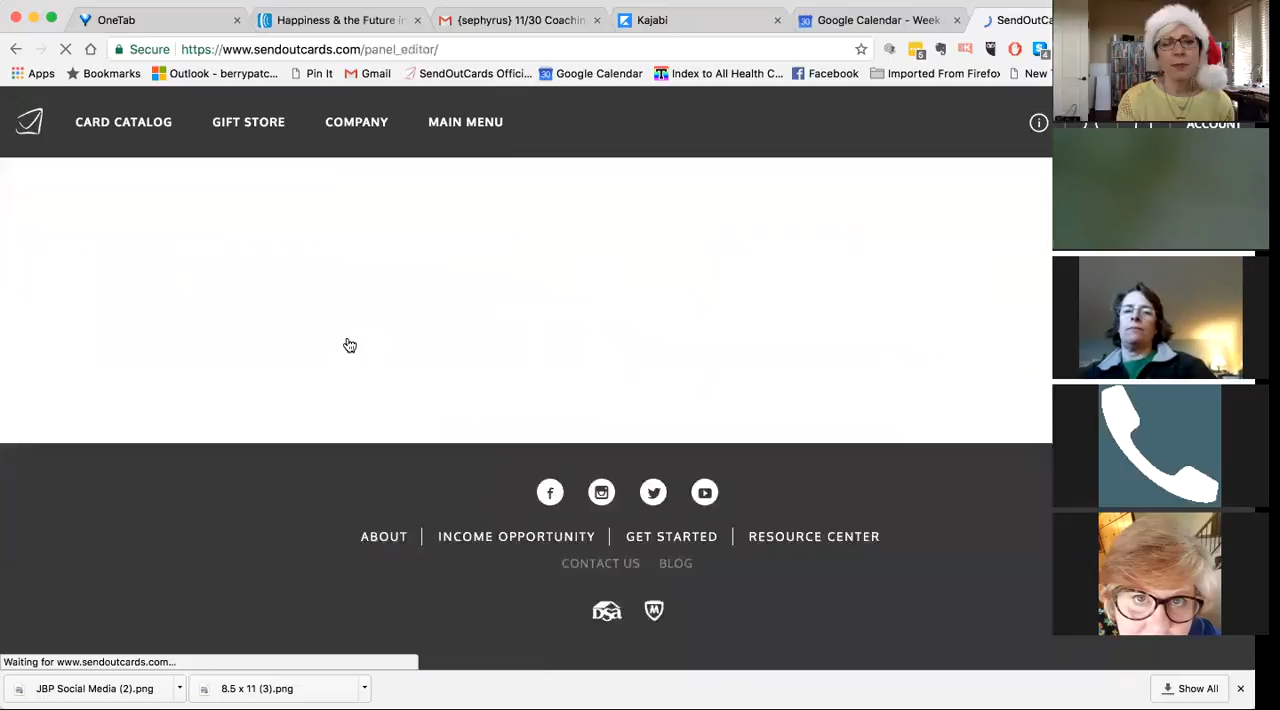 OneTab
Happiness & the Future i
{sephyrus} 11/30 Coachin
Kajabi
Google Calendar - Week
SendOutCa
Secure
https://www.sendoutcards.com/panel_editor/
5
4
Apps
Bookmarks
Outlook - berrypatc...
Pin It
Gmail
SendOutCards Offici...
Google Calendar
Index to All Health C...
Facebook
Imported From Firefox
New
CARD CATALOG
GIFT STORE
COMPANY
MAIN MENU
ACCOUNT
ABOUT
INCOME OPPORTUNITY
GET STARTED
RESOURCE CENTER
CONTACT US
BLOG
DSA
Waiting for www.sendoutcards.com...
JBP Social Media (2).png
8.5 x 11 (3).png
Show All